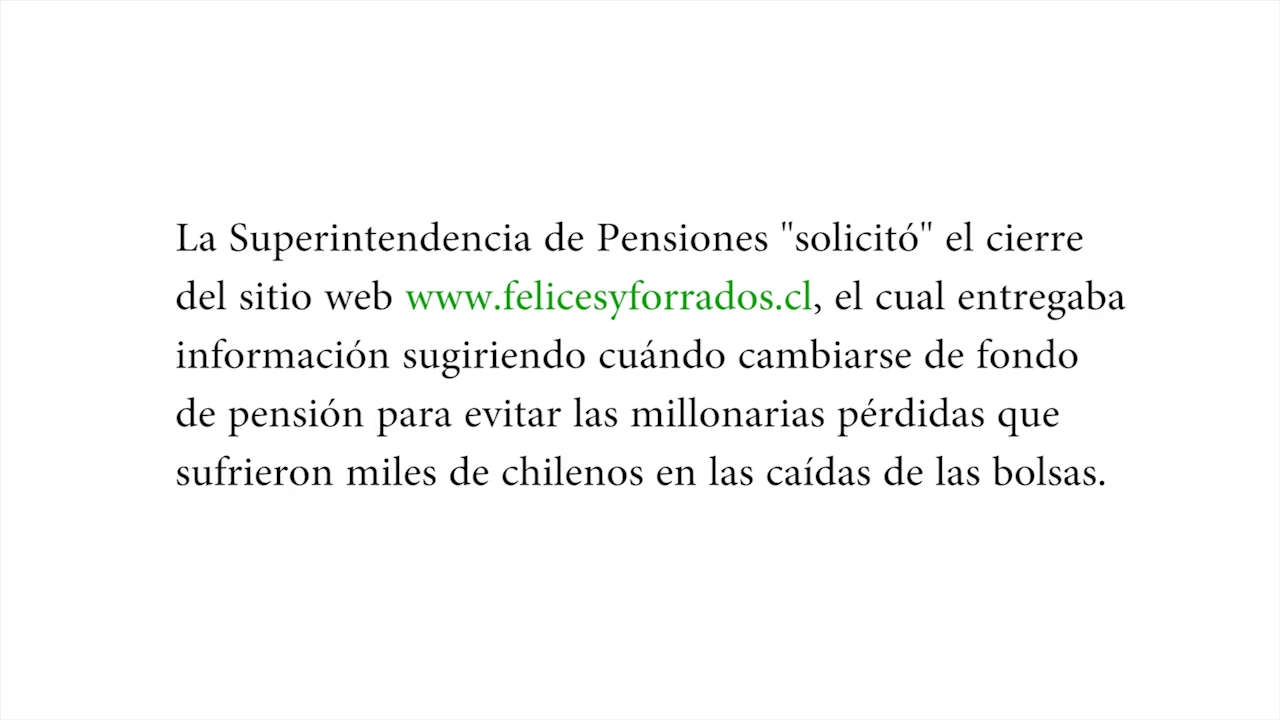 La Superintendencia de Pensiones "solicitó" el cierre
del sitio web www.felicesyforrados.cl, el cual entregaba
información sugiriendo cuándo cambiarse de fondo
de pensión para evitar las millonarias pérdidas que
sufrieron miles de chilenos en las caídas de las bolsas.